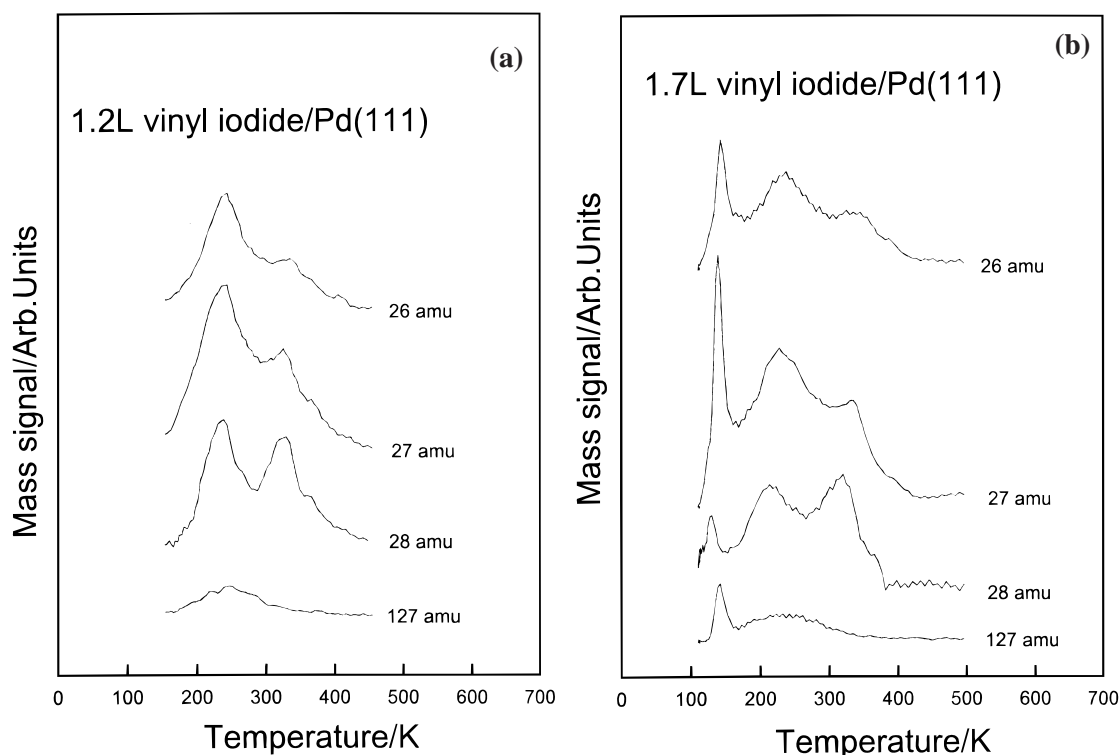 (a)
1.2L vinyl iodide/Pd(111)
Mass signal/Arb.Units
26 amu
27 amu
28 amu
127 amu
0 100 200 300 400 500 600 700
Temperature/K
(b)
1.7L vinyl iodide/Pd(111)
Mass signal/Arb.Units
26 amu
27 amu
28 amu
127 amu
0 100 200 300 400 500 600 700
Temperature/K